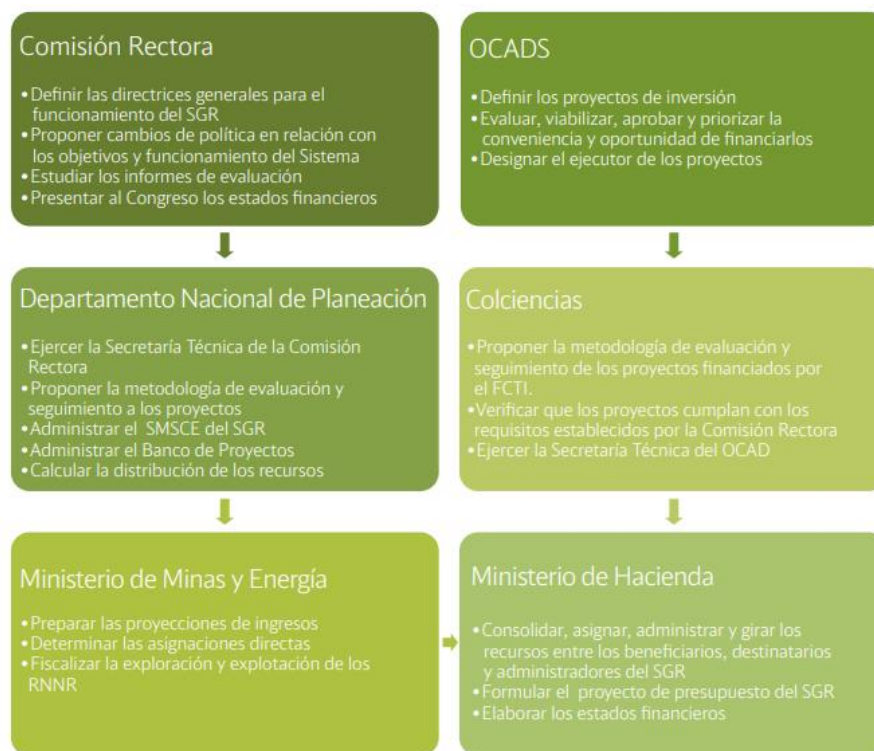 Comisión Rectora
• Definir las directrices generales para el
funcionamiento del SGR
• Proponer cambios de política en relación con
los objetivos y funcionamiento del Sistema
• Estudiar los informes de evaluación
• Presentar al Congreso los estados financieros
OCADS
• Definir los proyectos de inversión
• Evaluar, viabilizar, aprobar y priorizar la
conveniencia y oportunidad de financiarlos
• Designar el ejecutor de los proyectos
Departamento Nacional de Planeación
• Ejercer la Secretaría Técnica de la Comisión
Rectora
• Proponer la metodología de evaluación y
seguimiento a los proyectos
• Administrar el SMSCE del SGR
• Administrar el Banco de Proyectos
• Calcular la distribución de los recursos
Colciencias
• Proponer la metodología de evaluación y
seguimiento de los proyectos financiados por
el FCTI.
• Verificar que los proyectos cumplan con los
requisitos establecidos por la Comisión Rectora
• Ejercer la Secretaría Técnica del OCAD
Ministerio de Minas y Energía
• Preparar las proyecciones de ingresos
• Determinar las asignaciones directas
• Fiscalizar la exploración y explotación de los
RNNR
Ministerio de Hacienda
• Consolidar, asignar, administrar y girar los
recursos entre los beneficiarios, destinatarios
y administradores del SGR
• Formular el proyecto de presupuesto del SGR
• Elaborar los estados financieros